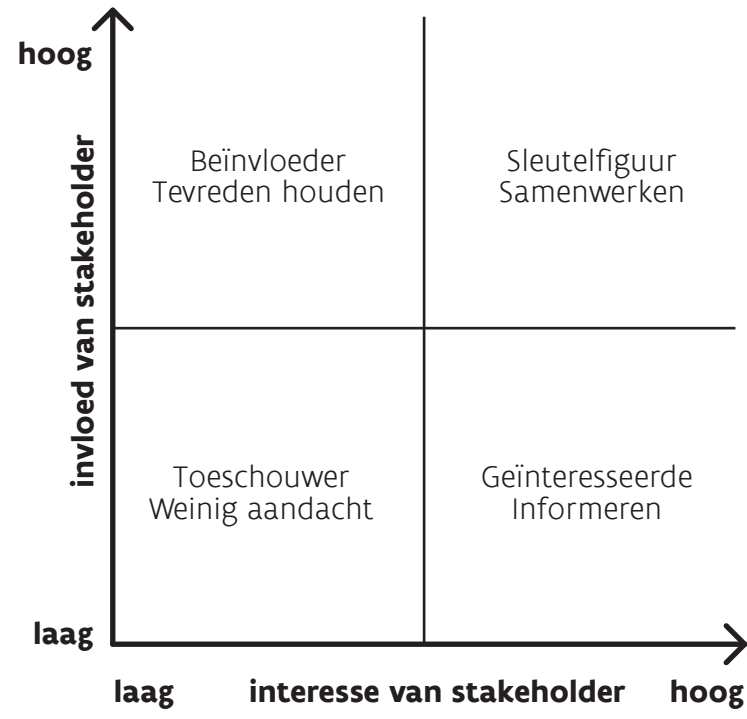 hoog
invloed van stakeholder
Beïnvloeder
Tevreden houden
Sleutelfiguur
Samenwerken
Toeschouwer
Weinig aandacht
Geïnteresseerde
Informeren
laag
laag interesse van stakeholder hoog